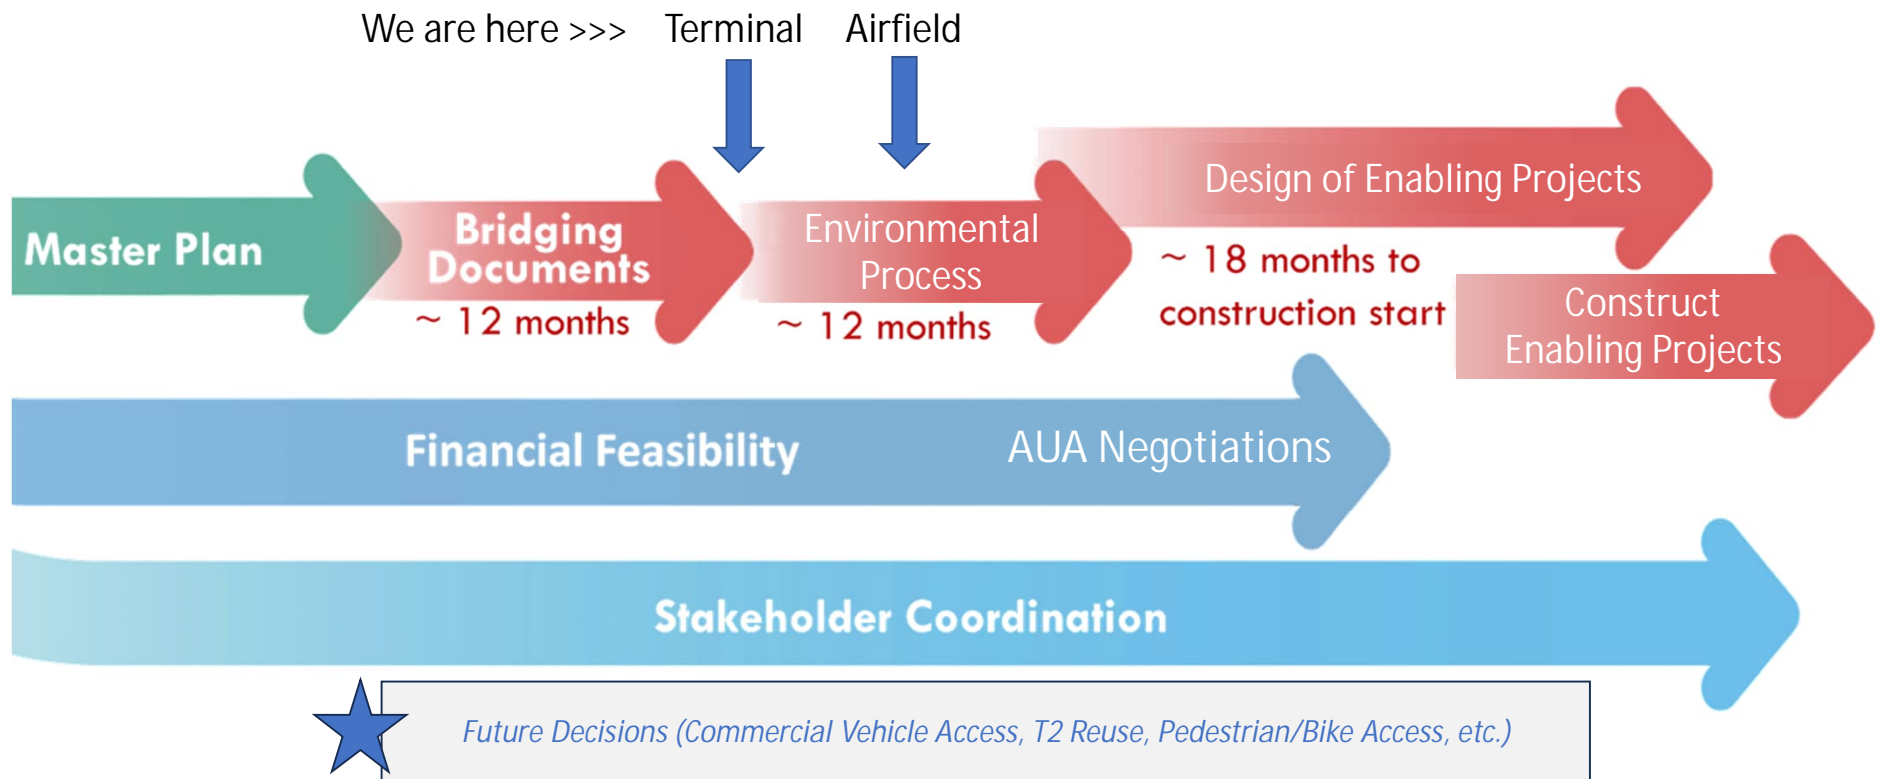 We are here >>> Terminal Airfield
Master Plan
Bridging
Documents
~ 12 months
Environmental
Process
~ 12 months
Design of Enabling Projects
~ 18 months to
construction start
Construct
Enabling Projects
Financial Feasibility
AUA Negotiations
Stakeholder Coordination
Future Decisions (Commercial Vehicle Access, T2 Reuse, Pedestrian/Bike Access, etc.)